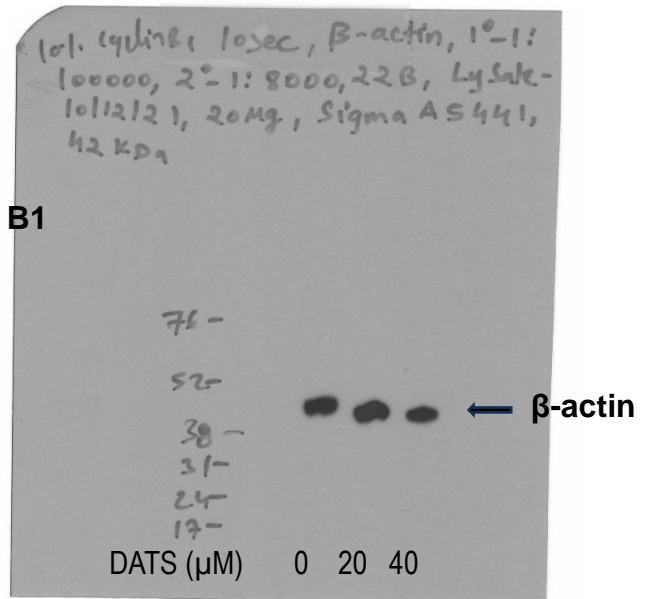 10%. cyclinB1 10sec, β-actin, 1°-1:
100000, 2°-1: 8000, 22B, Lysate-
10/12/21, 20Mg, Sigma A5441,
42 KDa
B1
76 -
52-
β-actin
38 -
31-
24-
17-
DATS (µM) 0 20 40